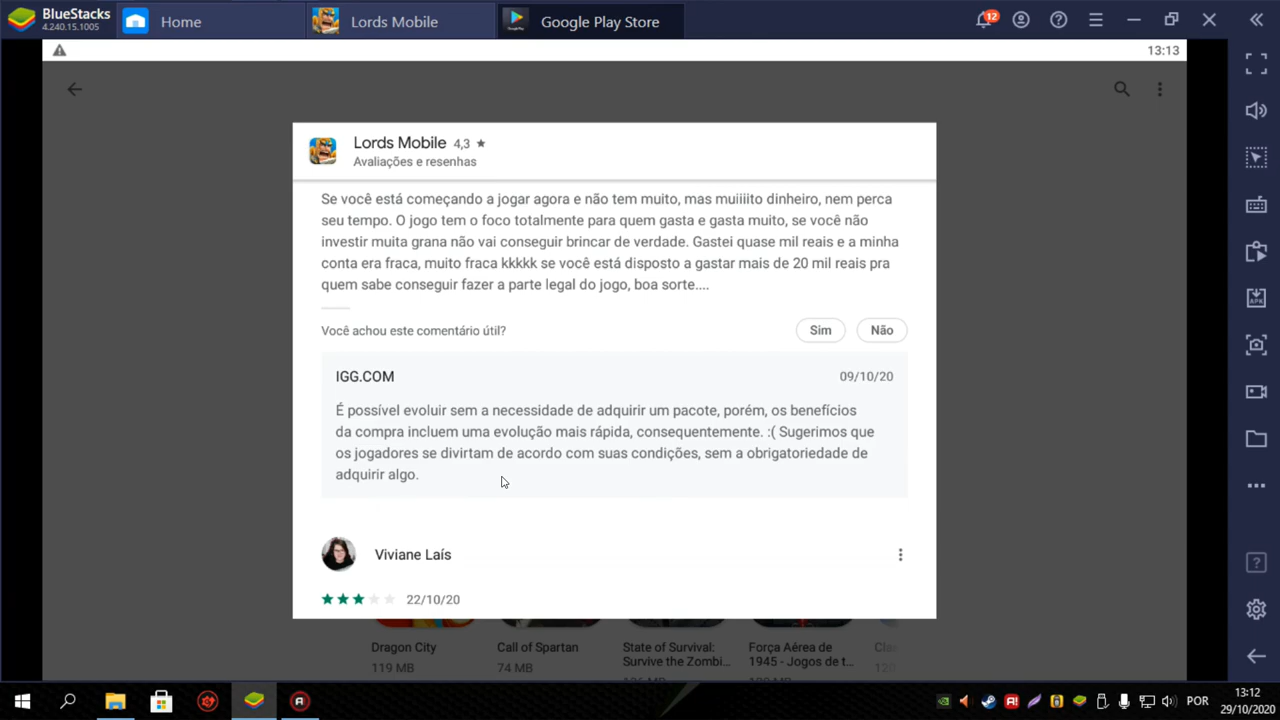 BlueStacks
4.240.15.1005
Home
Lords Mobile
Google Play Store
12
13:13
Lords Mobile 4,3 ★
Avaliações e resenhas
Se você está começando a jogar agora e não tem muito, mas muiiiito dinheiro, nem perca
seu tempo. O jogo tem o foco totalmente para quem gasta e gasta muito, se você não
investir muita grana não vai conseguir brincar de verdade. Gastei quase mil reais e a minha
conta era fraca, muito fraca kkkkk se você está disposto a gastar mais de 20 mil reais pra
quem sabe conseguir fazer a parte legal do jogo, boa sorte....
Você achou este comentário útil?
Sim
Não
IGG.COM
09/10/20
É possível evoluir sem a necessidade de adquirir um pacote, porém, os benefícios
da compra incluem uma evolução mais rápida, consequentemente. :( Sugerimos que
os jogadores se divirtam de acordo com suas condições, sem a obrigatoriedade de
adquirir algo.
Viviane Laís
22/10/20
Dragon City
119 MB
Call of Spartan
74 MB
State of Survival:
Survive the Zombi...
Força Aérea de
1945 - Jogos de t...
POR
13:12
29/10/2020